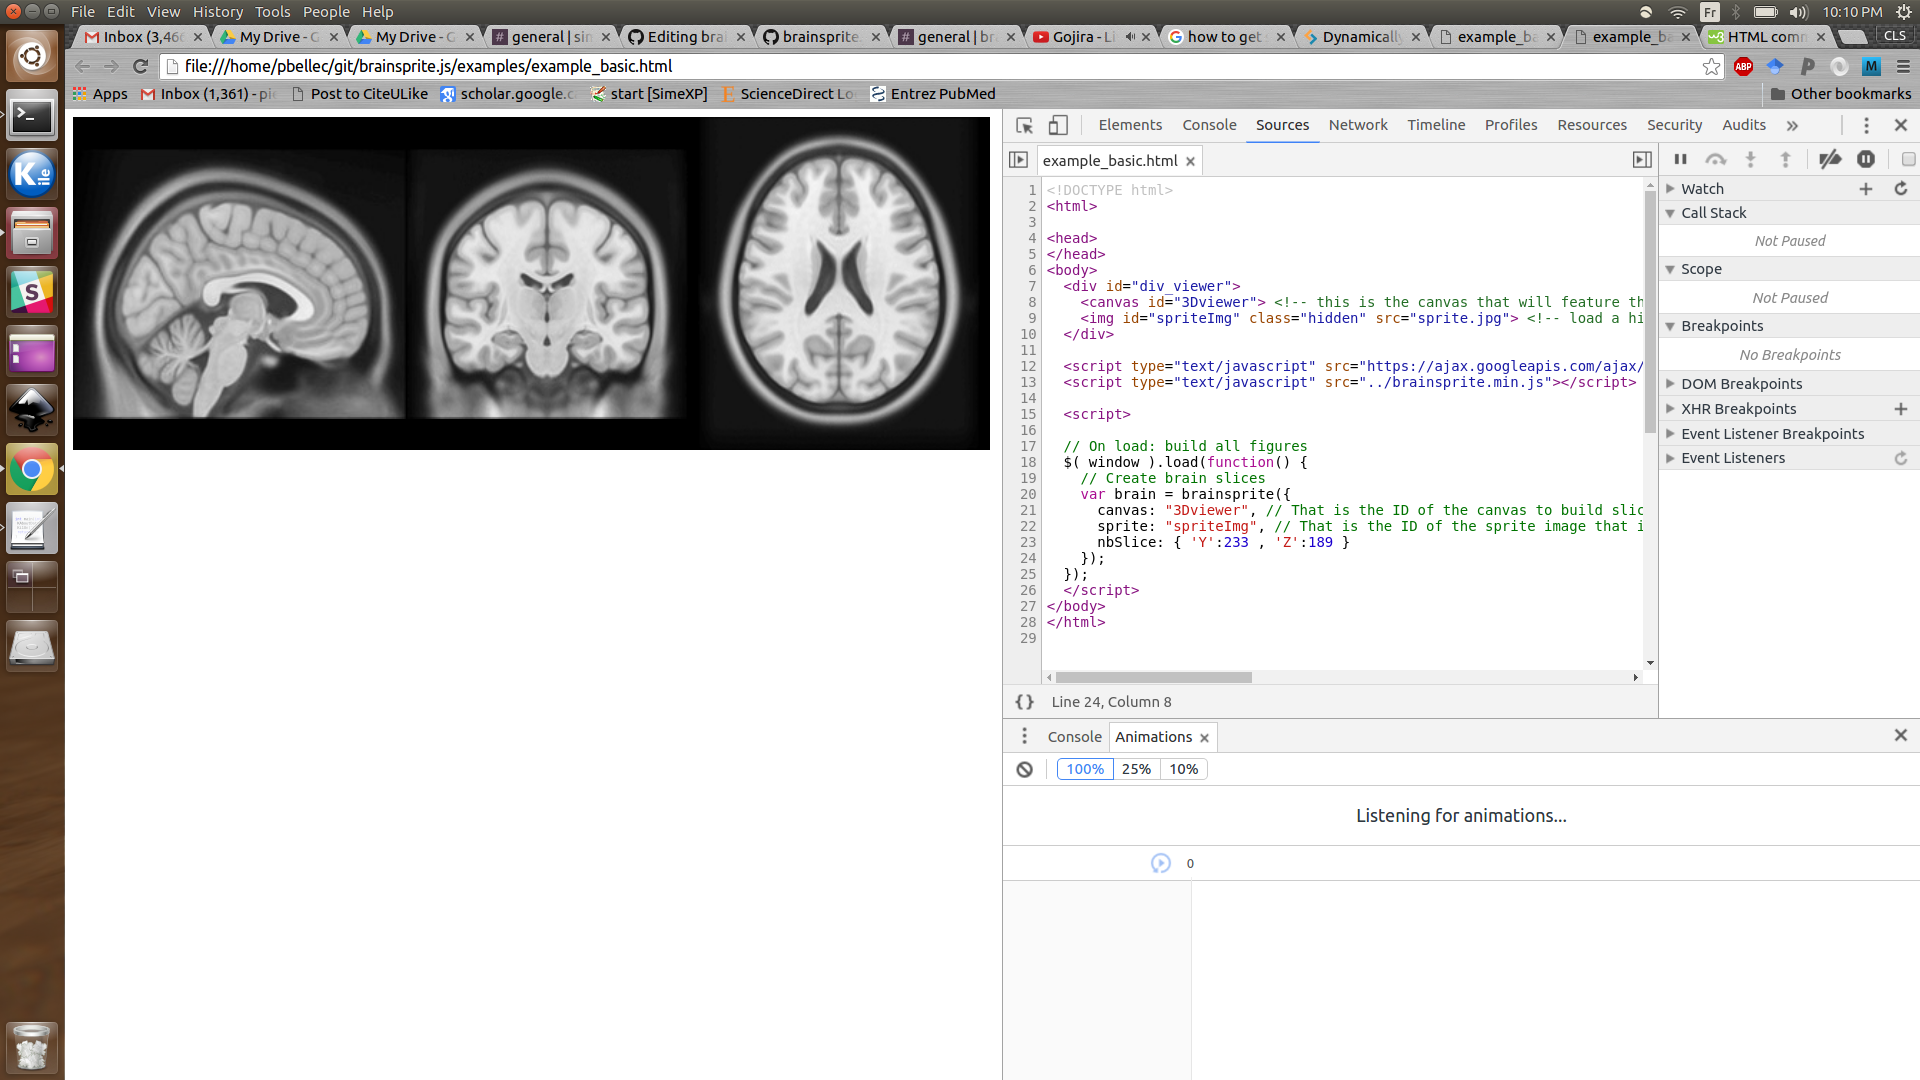 File Edit View History Tools People Help
Fr
10:10 PM
Inbox (3,46
My Drive - G
My Drive - G
general | sim
Editing brai
brainsprite.
general | br
Gojira - Li
how to get s
Dynamically
example_ba
example_ba
HTML comm
CLS
file:///home/pbellec/git/brainsprite.js/examples/example_basic.html
ABP
M
Apps
Inbox (1,361) - pi
Post to CiteULike
scholar.google.c
start [SimeXP]
ScienceDirect Lo
Entrez PubMed
Other bookmarks
Elements Console Sources Network Timeline Profiles Resources Security Audits
example_basic.html
1 <!DOCTYPE html>
2 <html>
3
4 <head>
5 </head>
6 <body>
7 <div id="div_viewer">
8 <canvas id="3Dviewer"> <!-- this is the canvas that will feature th
9 <img id="spriteImg" class="hidden" src="sprite.jpg"> <!-- load a hi
10 </div>
11
12 <script type="text/javascript" src="https://ajax.googleapis.com/ajax/
13 <script type="text/javascript" src="../brainsprite.min.js"></script>
14
15 <script>
16
17 // On load: build all figures
18 $( window ).load(function() {
19 // Create brain slices
20 var brain = brainsprite({
21 canvas: "3Dviewer", // That is the ID of the canvas to build slic
22 sprite: "spriteImg", // That is the ID of the sprite image that i
23 nbSlice: { 'Y':233 , 'Z':189 }
24 });
25 });
26 </script>
27 </body>
28 </html>
29
{} Line 24, Column 8
Watch
Call Stack
Not Paused
Scope
Not Paused
Breakpoints
No Breakpoints
DOM Breakpoints
XHR Breakpoints
Event Listener Breakpoints
Event Listeners
Console Animations
100% 25% 10%
Listening for animations...
0